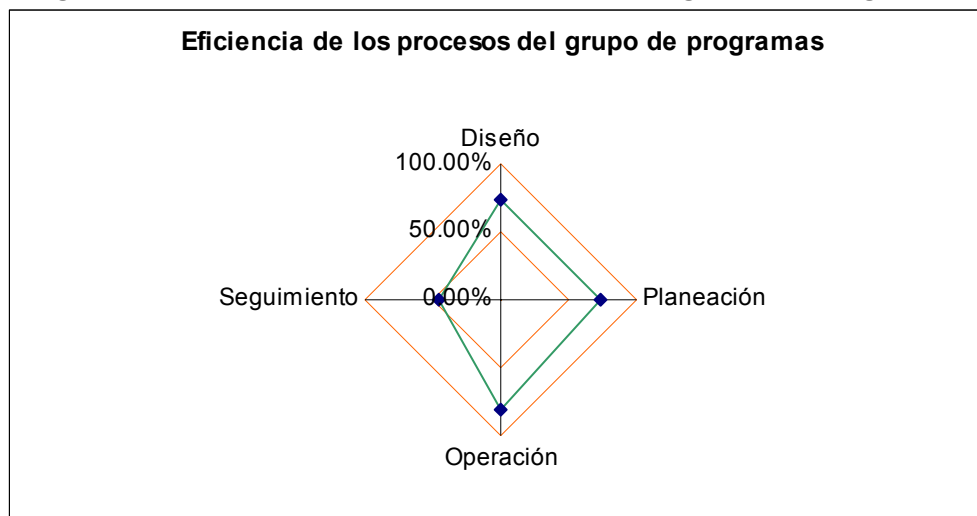 Eficiencia de los procesos del grupo de programas
Diseño
100.00%
50.00%
Seguimiento
0.00%
Planeación
Operación